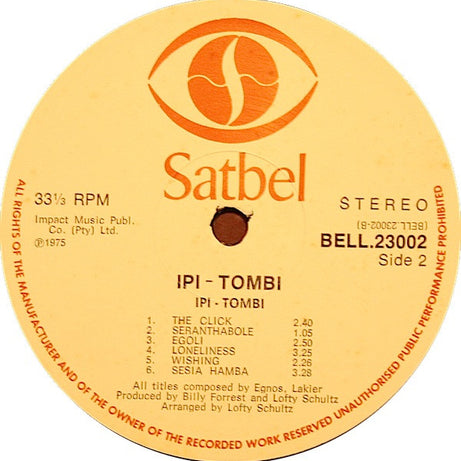 Satbel
33⅓ RPM
STEREO
Impact Music Publ.
Co. (Pty) Ltd.
℗1975
(BELL 23002-B)
BELL.23002
Side 2
IPI - TOMBI
IPI - TOMBI
1. THE CLICK 2.40
2. SERANTHABOLE 1.05
3. EGOLI 2.50
4. LONELINESS 3.25
5. WISHING 2.26
6. SESIA HAMBA 3.28
All titles composed by Egnos, Lakier
Produced by Billy Forrest and Lofty Schultz
Arranged by Lofty Schultz
ALL RIGHTS OF THE MANUFACTURER AND OF THE OWNER OF THE RECORDED WORK RESERVED UNAUTHORISED PUBLIC PERFORMANCE PROHIBITED